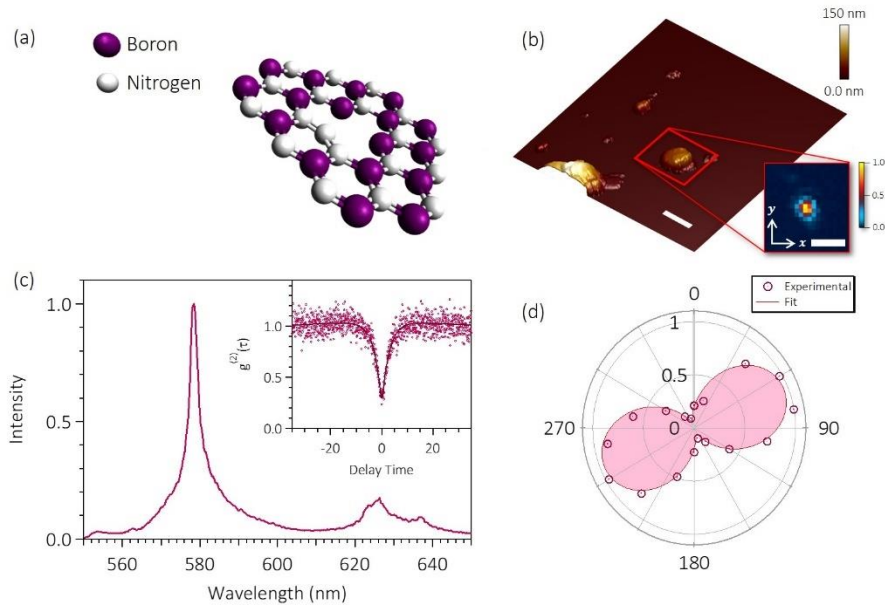 (a)
Boron
Nitrogen
(b)
150 nm
0.0 nm
1.0
0.5
0.0
y
x
(c)
1.0
0.5
0.0
Intensity
560
580
600
620
640
Wavelength (nm)
g(2)(τ)
1.0
0.5
0.0
-20
0
20
Delay Time
(d)
Experimental
Fit
0
1
0.5
0
270
90
180